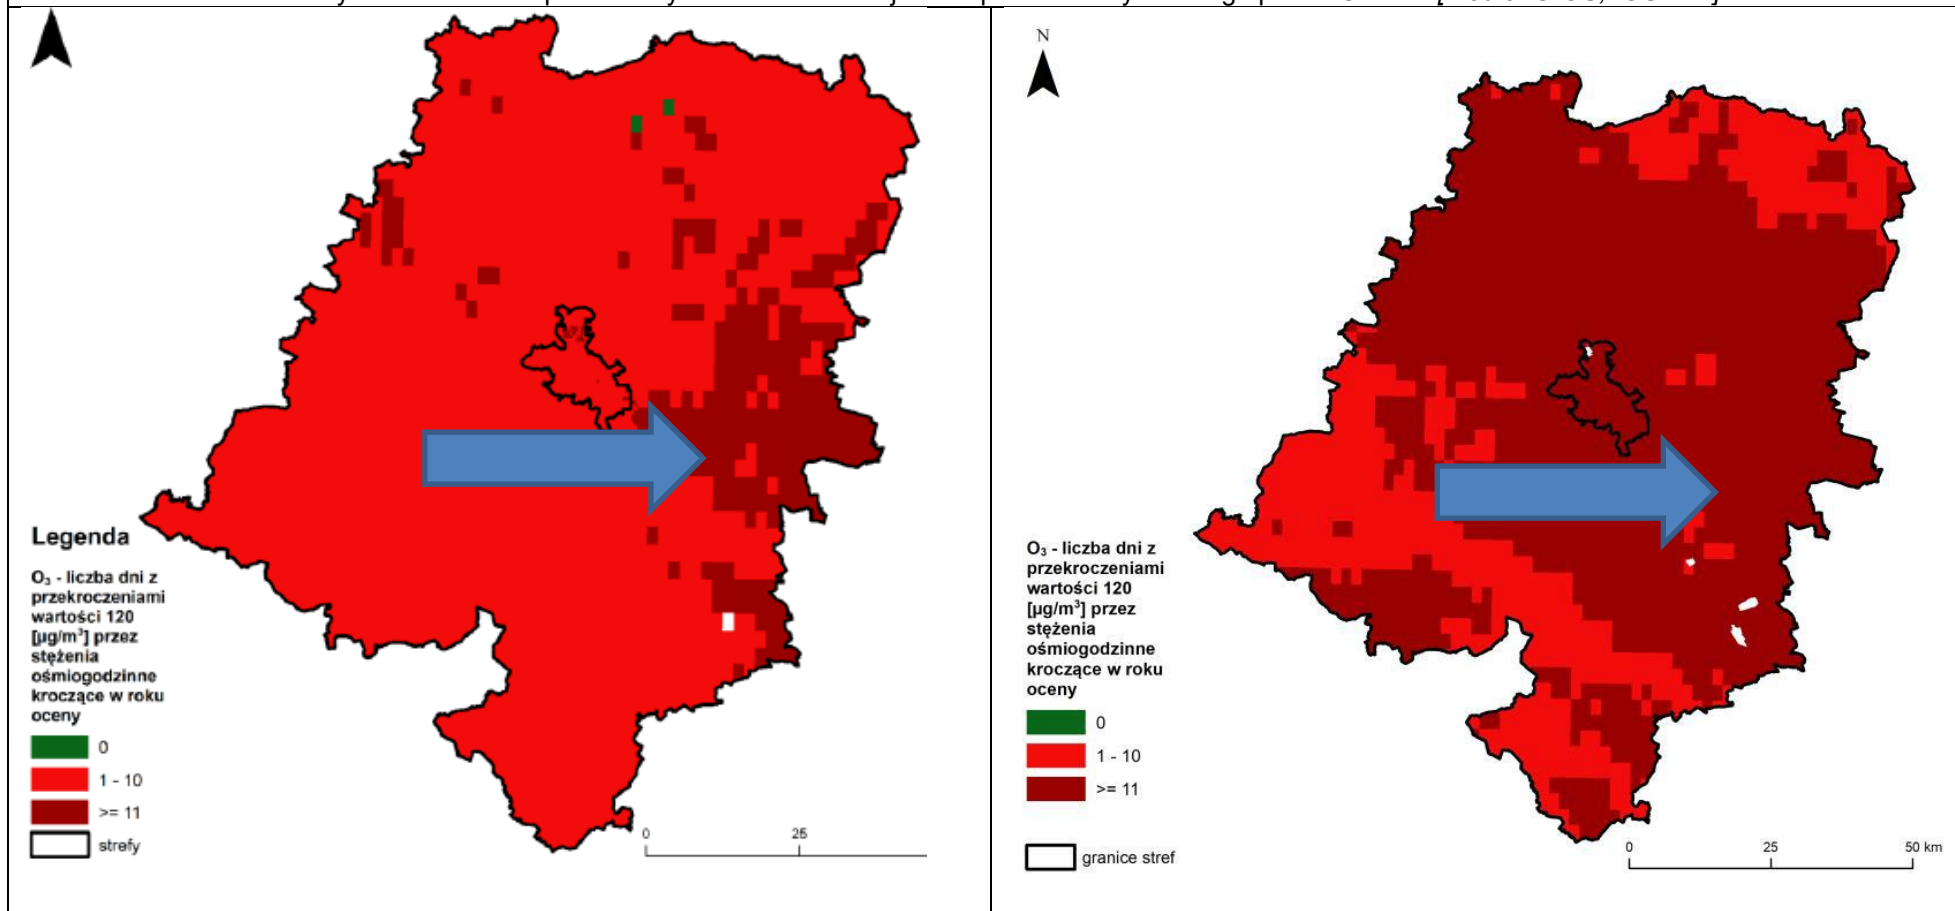 Legenda
O₃ - liczba dni z
przekroczeniami
wartości 120
[µg/m³] przez
stężenia
ośmiogodzinne
kroczące w roku
oceny
0
1 - 10
>= 11
strefy
0 25
N
O₃ - liczba dni z
przekroczeniami
wartości 120
[µg/m³] przez
stężenia
ośmiogodzinne
kroczące w roku
oceny
0
1 - 10
>= 11
granice stref
0 25 50 km